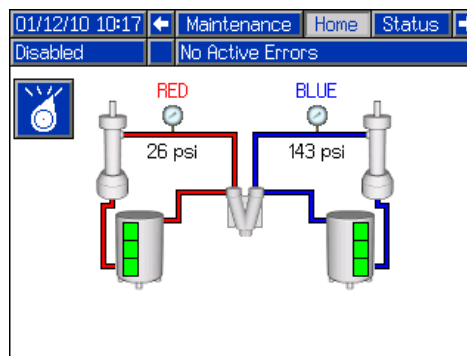 01/12/10 10:17 Maintenance Home Status
Disabled No Active Errors
RED BLUE
26 psi 143 psi